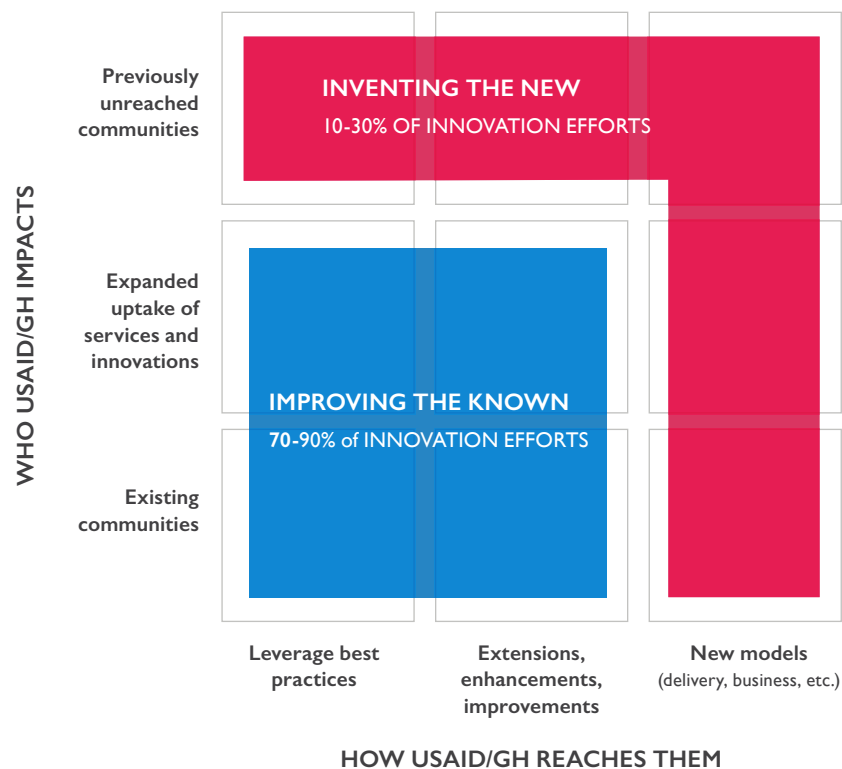 Previously
unreached
communities
INVENTING THE NEW
10-30% OF INNOVATION EFFORTS
WHO USAID/GH IMPACTS
Expanded
uptake of
services and
innovations
IMPROVING THE KNOWN
70-90% of INNOVATION EFFORTS
Existing
communities
Leverage best
practices
Extensions,
enhancements,
improvements
New models
(delivery, business, etc.)
HOW USAID/GH REACHES THEM